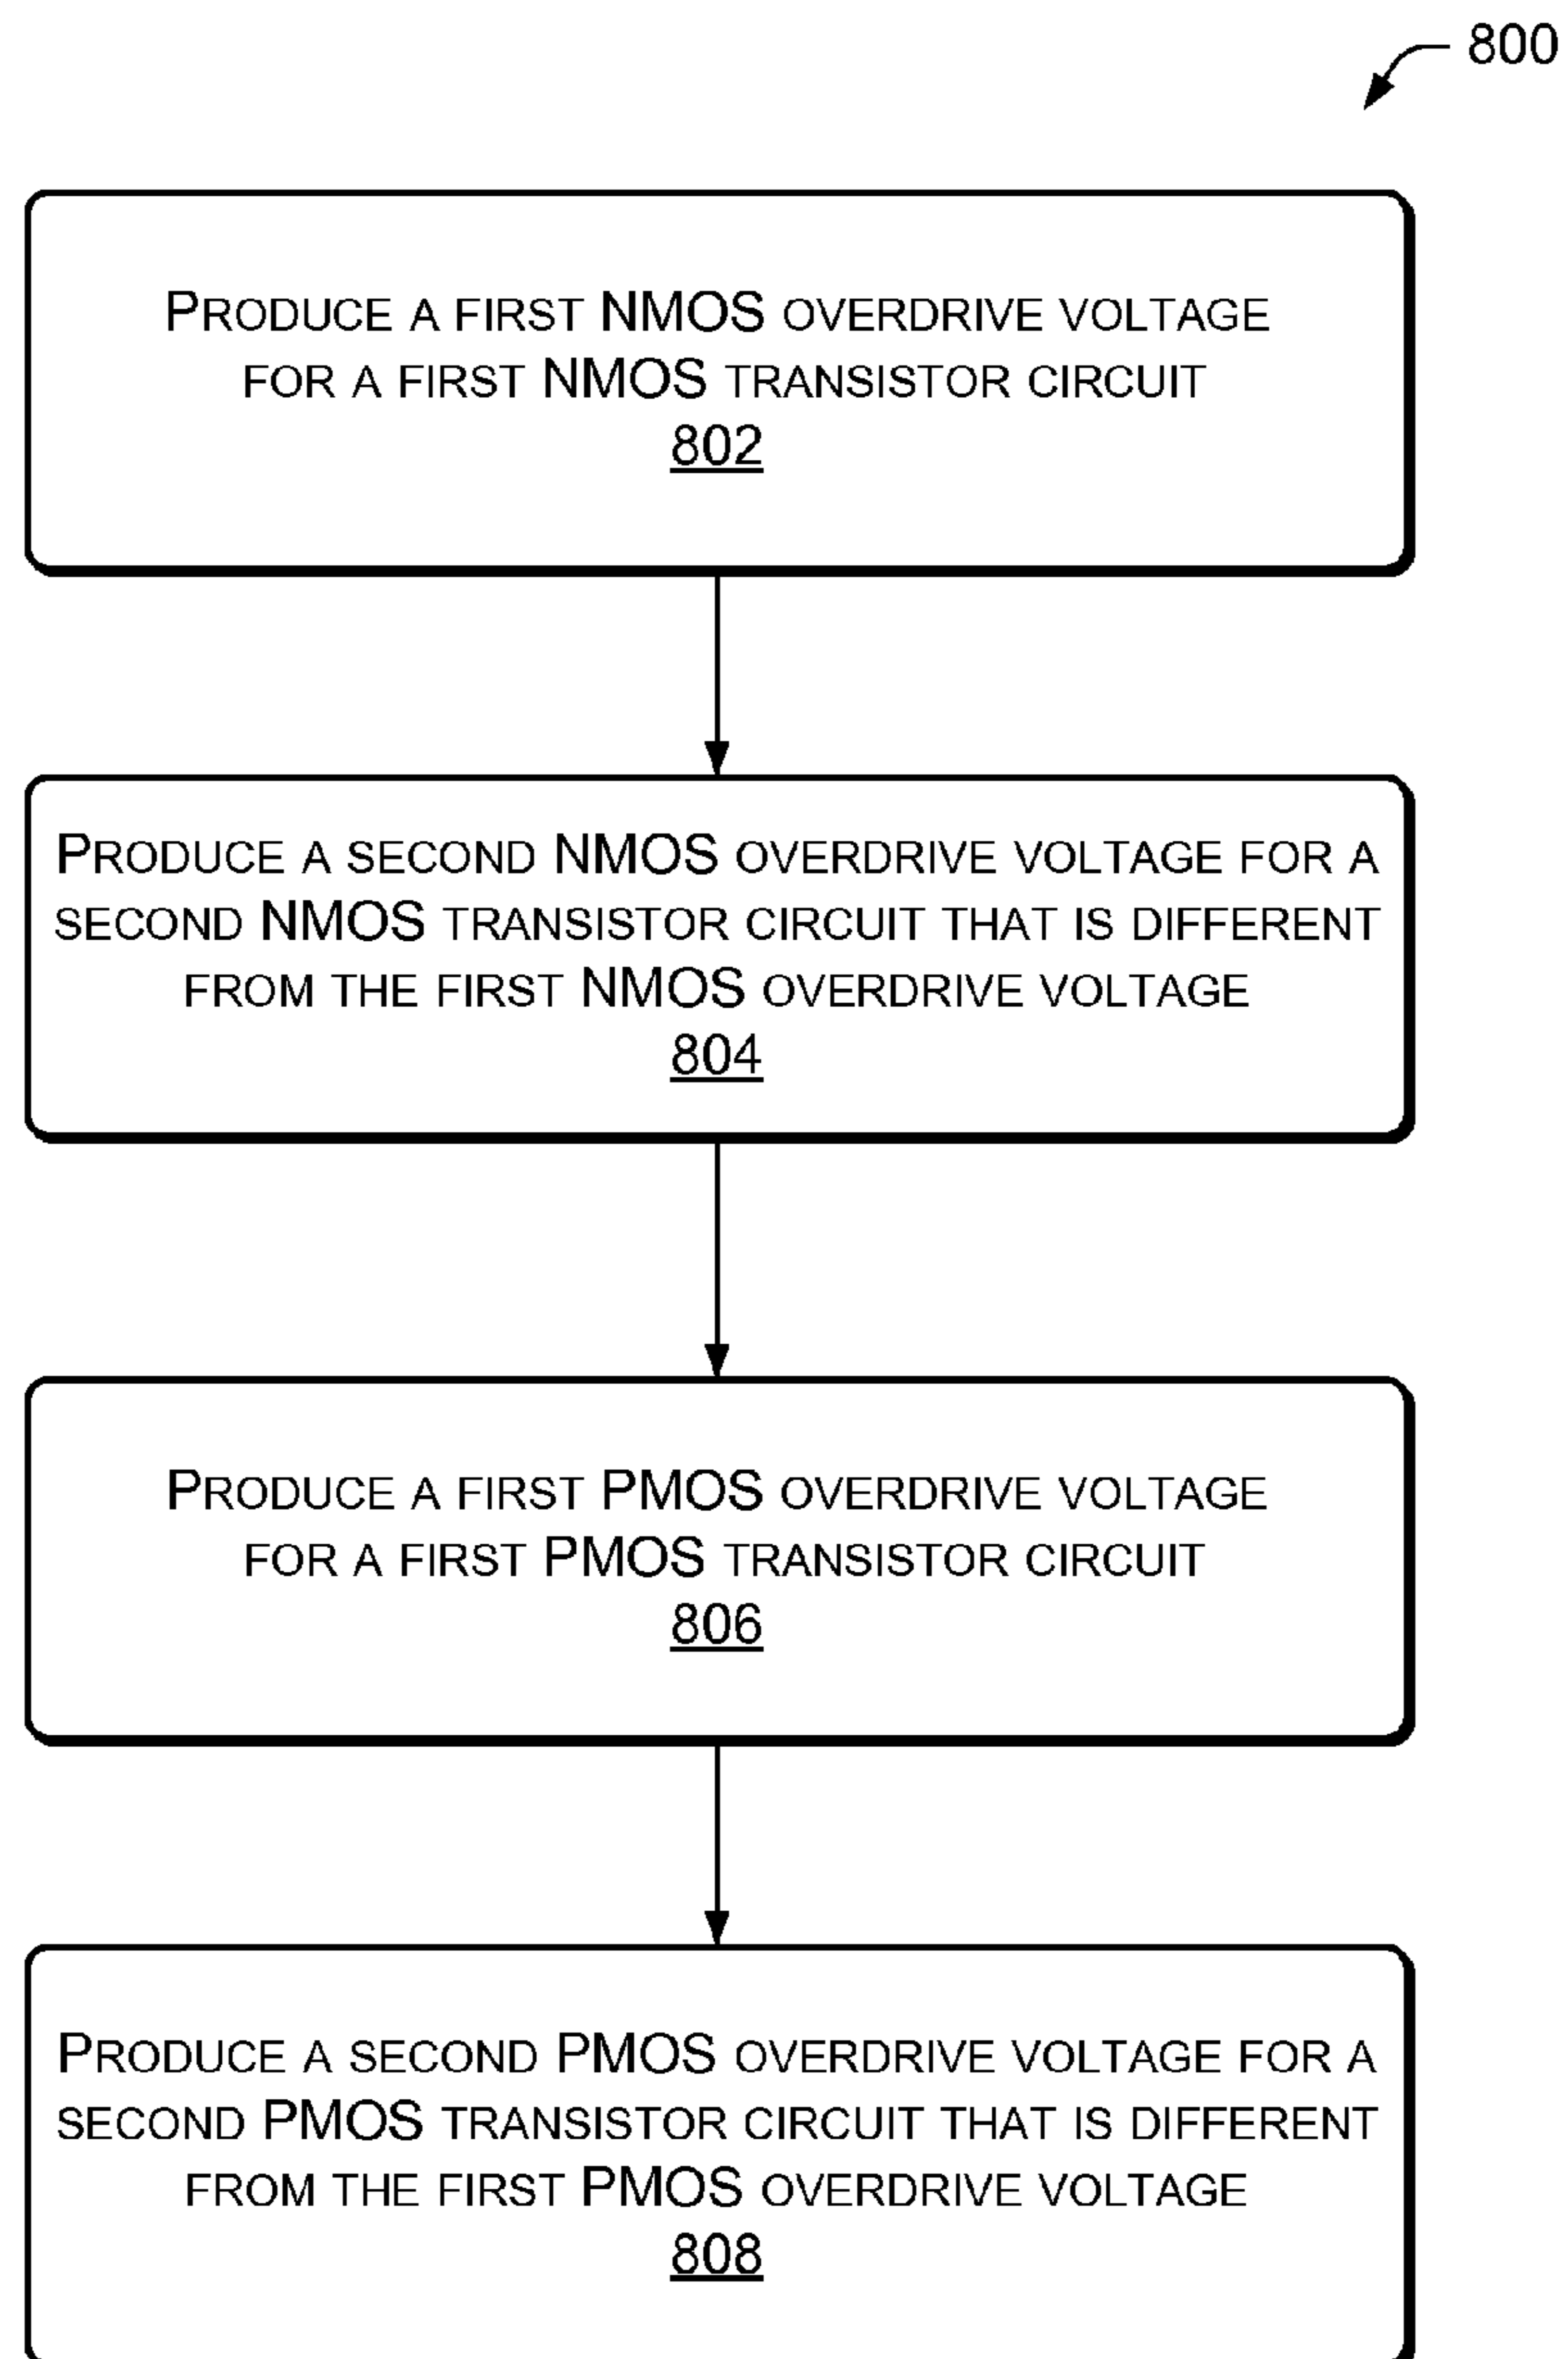 800
PRODUCE A FIRST NMOS OVERDRIVE VOLTAGE
FOR A FIRST NMOS TRANSISTOR CIRCUIT
802
PRODUCE A SECOND NMOS OVERDRIVE VOLTAGE FOR A
SECOND NMOS TRANSISTOR CIRCUIT THAT IS DIFFERENT
FROM THE FIRST NMOS OVERDRIVE VOLTAGE
804
PRODUCE A FIRST PMOS OVERDRIVE VOLTAGE
FOR A FIRST PMOS TRANSISTOR CIRCUIT
806
PRODUCE A SECOND PMOS OVERDRIVE VOLTAGE FOR A
SECOND PMOS TRANSISTOR CIRCUIT THAT IS DIFFERENT
FROM THE FIRST PMOS OVERDRIVE VOLTAGE
808